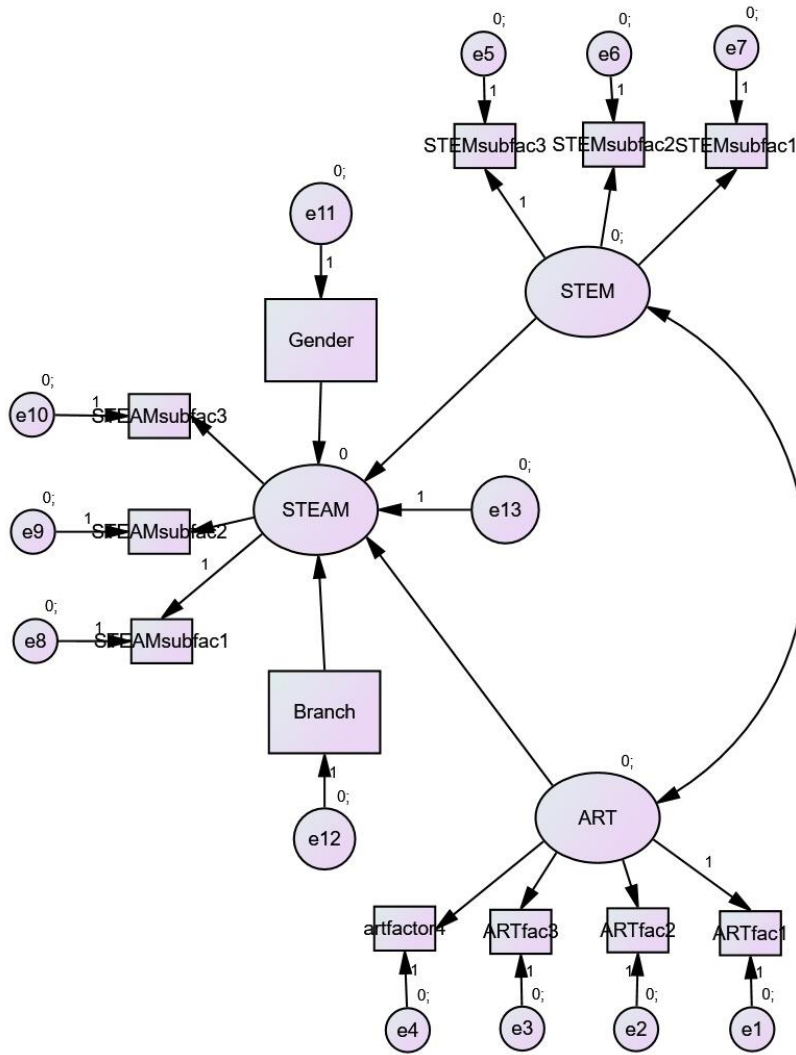 0; 0; 0;
e5 e6 e7
1 1 1
STEMsubfac3 STEMsubfac2 STEMsubfac1
0;
e11
1
1
0;
STEM
Gender
0;
e10 1 STEAMsubfac3
0
0;
STEAM 1 e13
0;
e9 1 STEAMsubfac2
1
0;
e8 1 STEAMsubfac1
Branch
1
0;
e12
0;
ART
1
artfactor4 ARTfac3 ARTfac2 ARTfac1
1 1 1 1
0; 0; 0; 0;
e4 e3 e2 e1